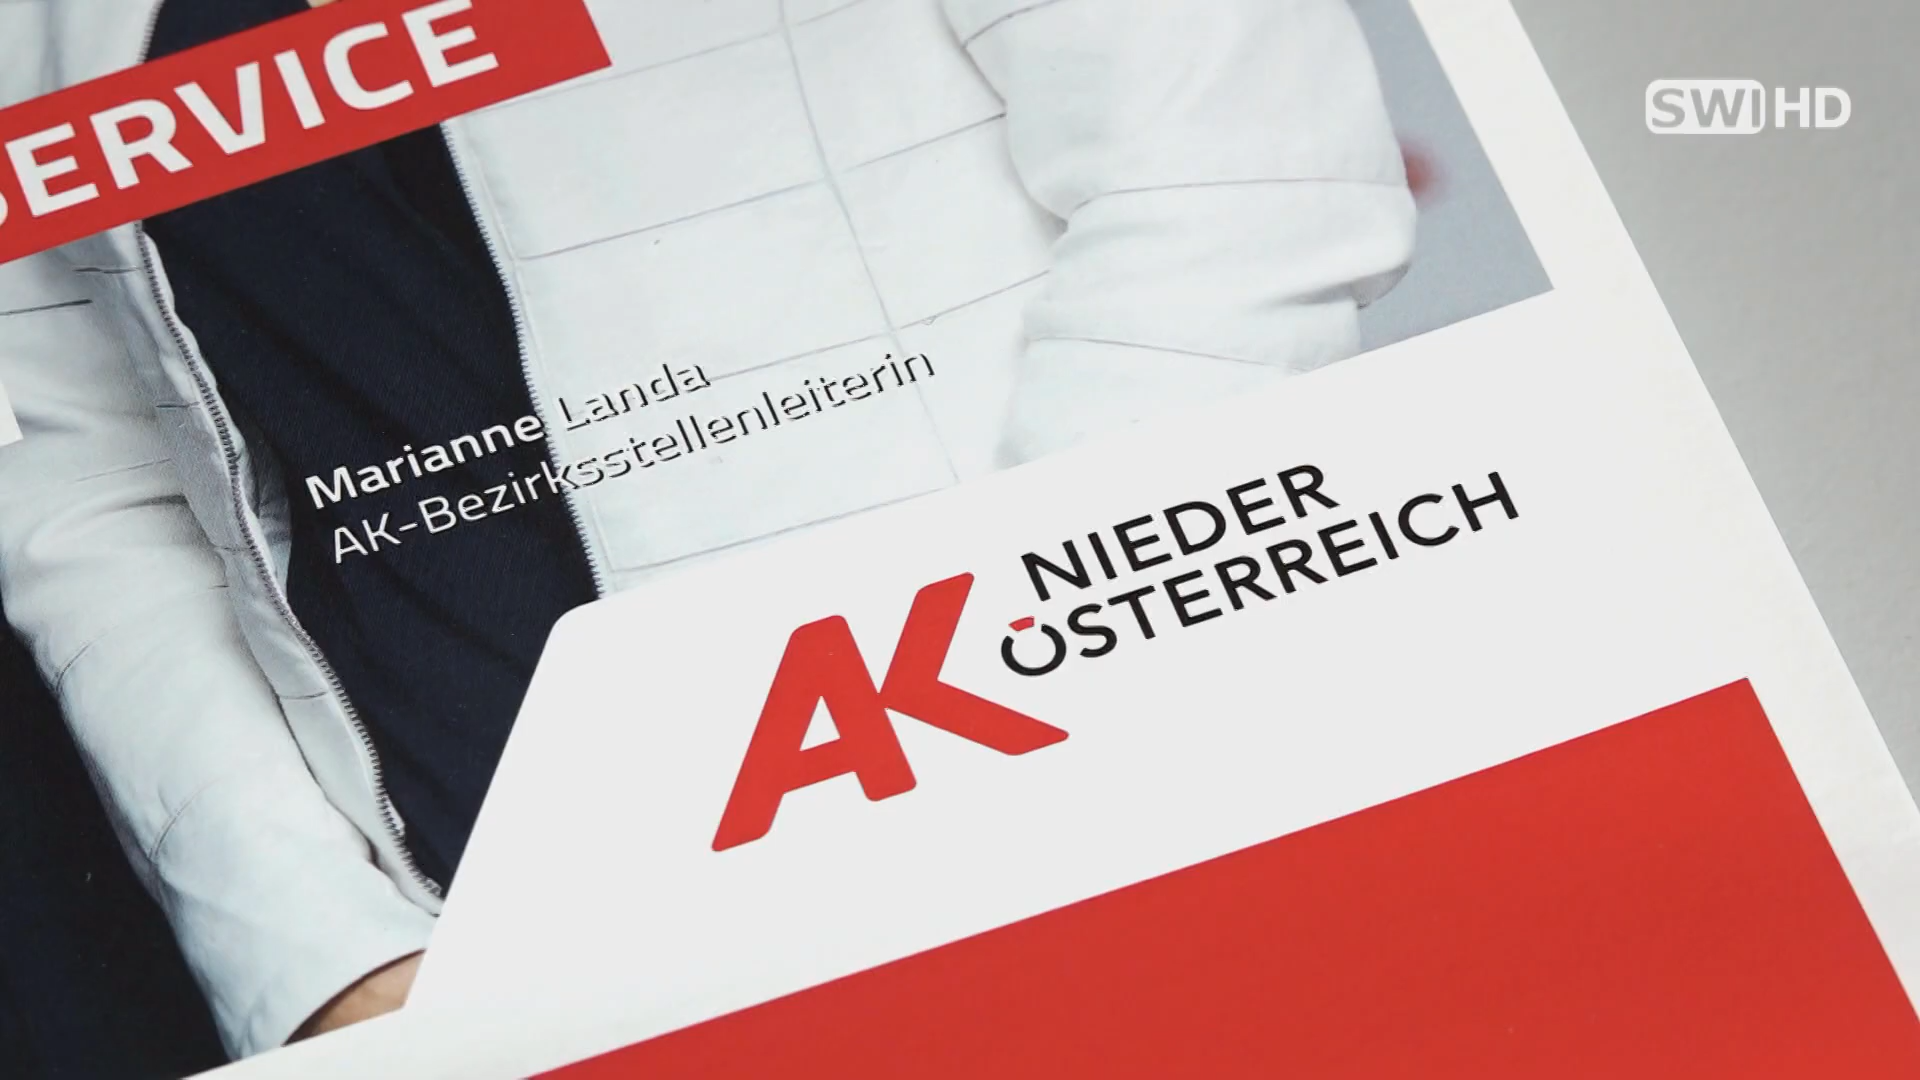 SERVICE
SWI HD
Marianne Landa
AK-Bezirksstellenleiterin
AK NIEDER
ÖSTERREICH